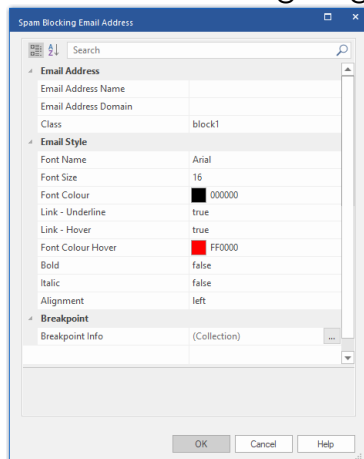 Spam Blocking Email Address
Search
Email Address
Email Address Name
Email Address Domain
Class block1
Email Style
Font Name Arial
Font Size 16
Font Colour 000000
Link - Underline true
Link - Hover true
Font Colour Hover FF0000
Bold false
Italic false
Alignment left
Breakpoint
Breakpoint Info (Collection) ...
OK Cancel Help